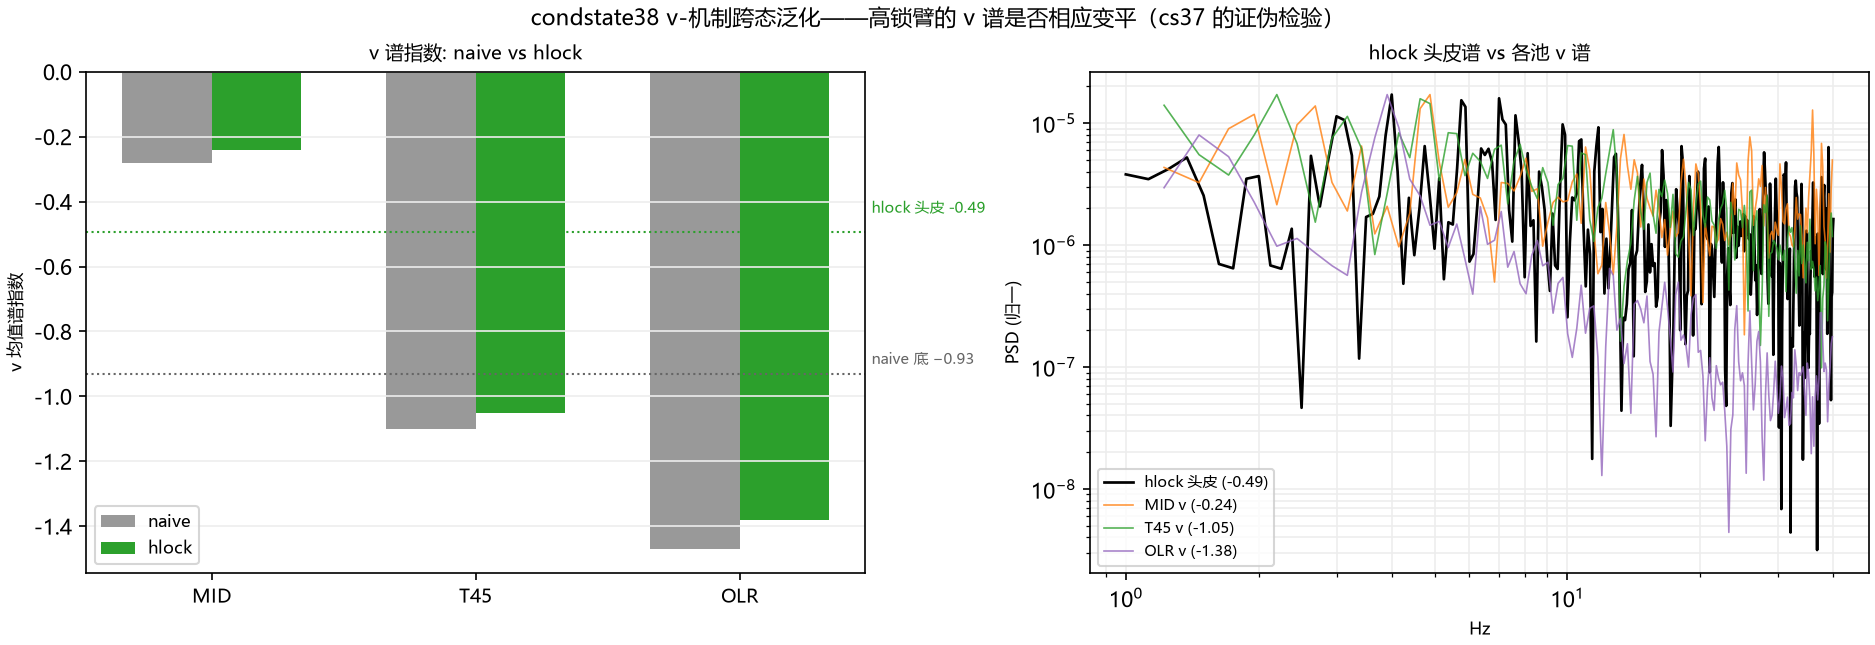 condstate38 v-机制跨态泛化——高锁臂的 v 谱是否相应变平（cs37 的证伪检验）
v 谱指数: naive vs hlock
v 均值谱指数
0.0
-0.2
-0.4
-0.6
-0.8
-1.0
-1.2
-1.4
hlock 头皮 -0.49
naive 底 −0.93
naive
hlock
MID
T45
OLR
hlock 头皮谱 vs 各池 v 谱
PSD (归一)
10⁻⁵
10⁻⁶
10⁻⁷
10⁻⁸
hlock 头皮 (-0.49)
MID v (-0.24)
T45 v (-1.05)
OLR v (-1.38)
10⁰
10¹
Hz